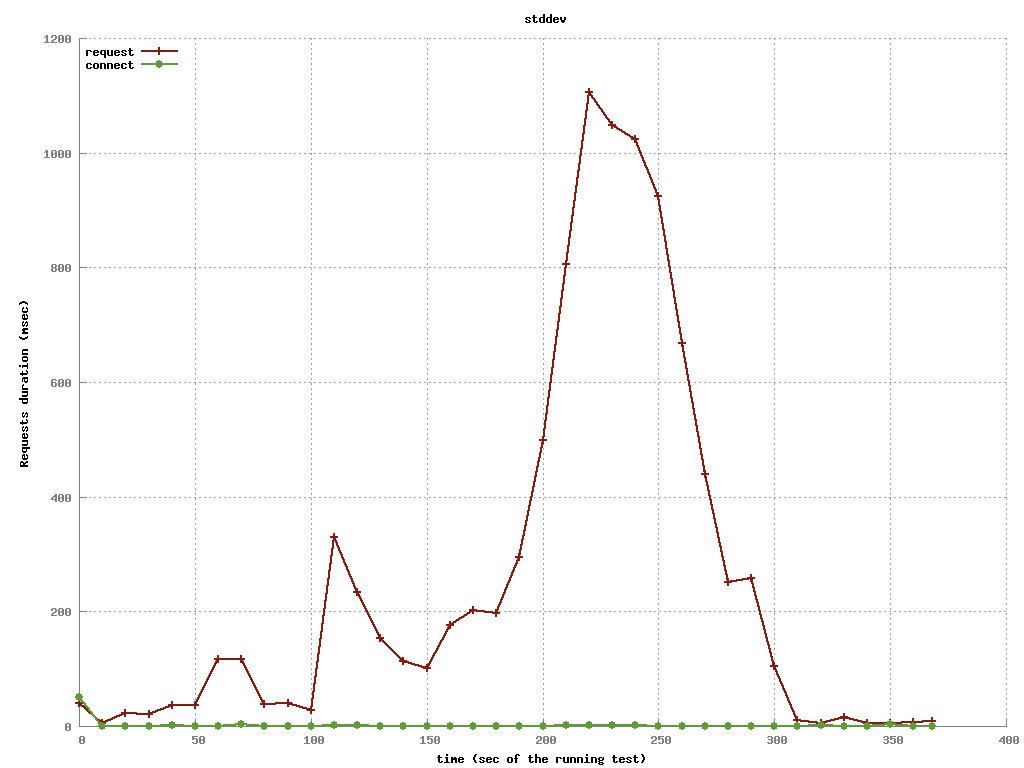 stddev
1200
request
connect
1000
800
600
400
200
0
Requests duration (msec)
0 50 100 150 200 250 300 350 400
time (sec of the running test)